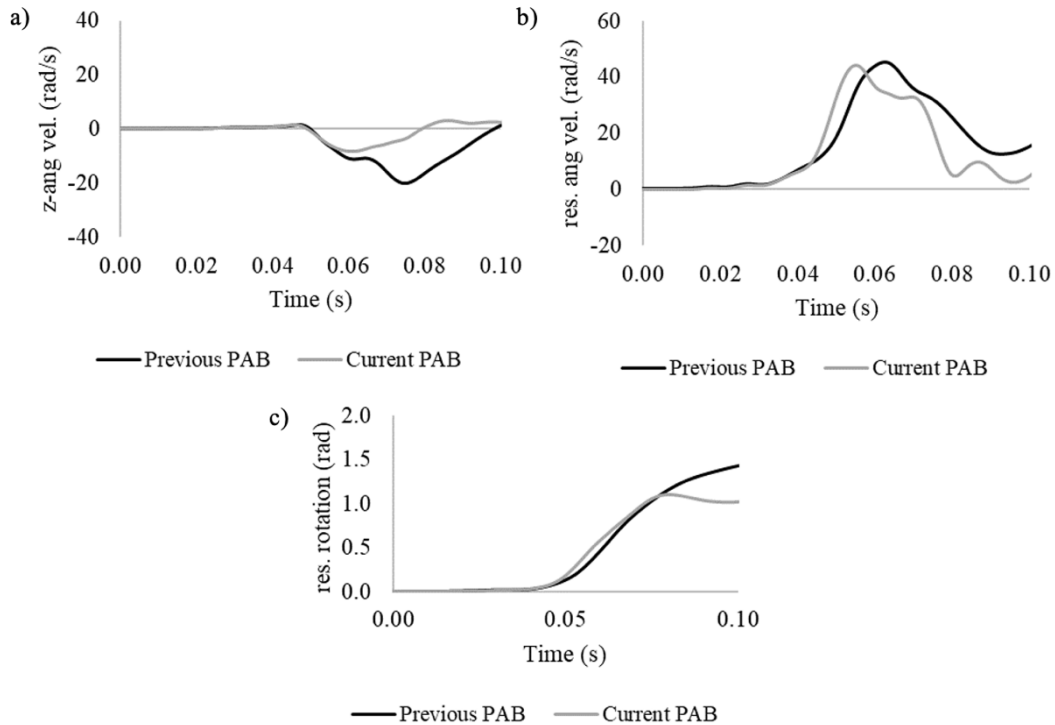 a)
z-ang vel. (rad/s)
40
20
0
-20
-40
0.00 0.02 0.04 0.06 0.08 0.10
Time (s)
Previous PAB Current PAB
b)
res. ang vel. (rad/s)
60
40
20
0
-20
0.00 0.02 0.04 0.06 0.08 0.10
Time (s)
Previous PAB Current PAB
c)
res. rotation (rad)
2.0
1.5
1.0
0.5
0.0
0.00 0.05 0.10
Time (s)
Previous PAB Current PAB